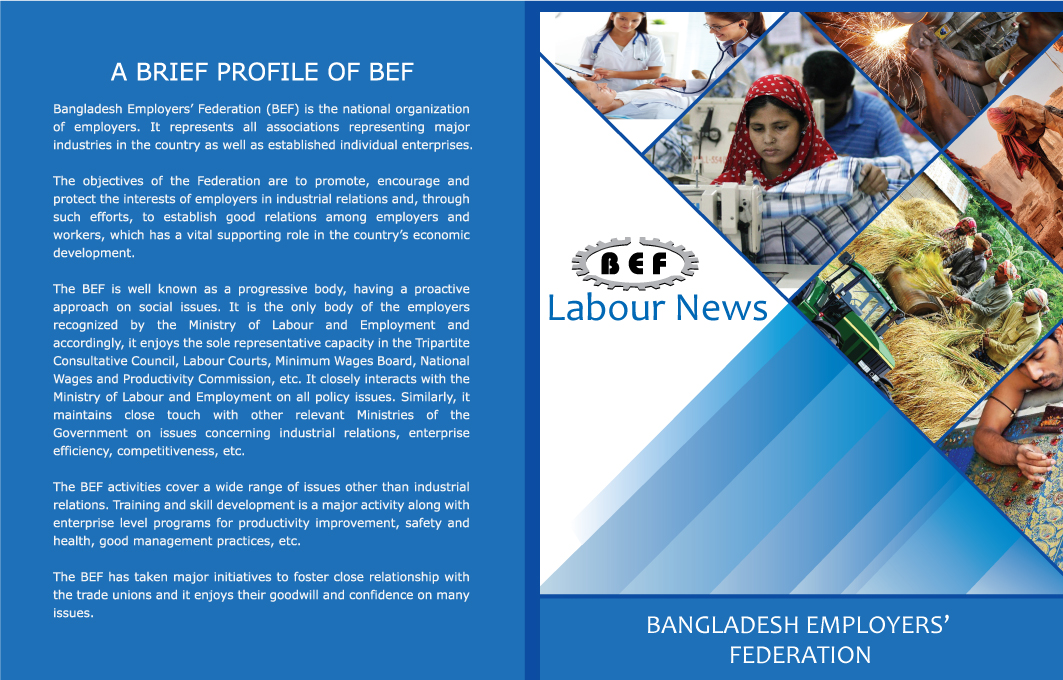 A BRIEF PROFILE OF BEF
Bangladesh Employers’ Federation (BEF) is the national organization
of employers. It represents all associations representing major
industries in the country as well as established individual enterprises.
The objectives of the Federation are to promote, encourage and
protect the interests of employers in industrial relations and, through
such efforts, to establish good relations among employers and
workers, which has a vital supporting role in the country’s economic
development.
The BEF is well known as a progressive body, having a proactive
approach on social issues. It is the only body of the employers
recognized by the Ministry of Labour and Employment and
accordingly, it enjoys the sole representative capacity in the Tripartite
Consultative Council, Labour Courts, Minimum Wages Board, National
Wages and Productivity Commission, etc. It closely interacts with the
Ministry of Labour and Employment on all policy issues. Similarly, it
maintains close touch with other relevant Ministries of the
Government on issues concerning industrial relations, enterprise
efficiency, competitiveness, etc.
The BEF activities cover a wide range of issues other than industrial
relations. Training and skill development is a major activity along with
enterprise level programs for productivity improvement, safety and
health, good management practices, etc.
The BEF has taken major initiatives to foster close relationship with
the trade unions and it enjoys their goodwill and confidence on many
issues.
BEF
Labour News
BANGLADESH EMPLOYERS’
FEDERATION